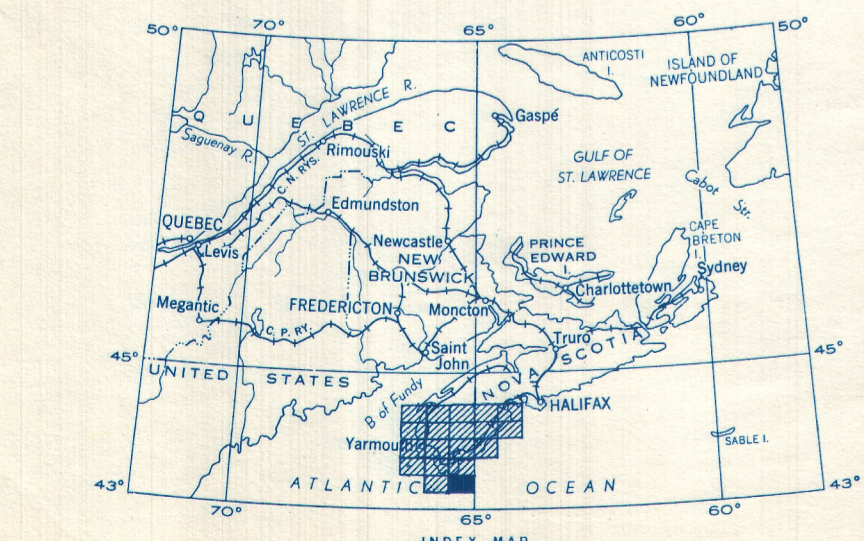 50° 70° 65° 60° 50°
ANTICOSTI
I.
ISLAND OF
NEWFOUNDLAND
QUEBEC
ST. LAWRENCE R.
Gaspé
Saguenay R.
Rimouski
C.N. RYS.
GULF OF
ST. LAWRENCE
Cabot
Str.
Edmundston
QUEBEC
Levis
Newcastle
NEW
BRUNSWICK
PRINCE
EDWARD
I.
CAPE
BRETON
I.
Sydney
Charlottetown
Megantic
FREDERICTON
Moncton
C.P. RY.
Truro
Saint
John
NOVA SCOTIA
45° 45°
UNITED STATES
B of Fundy
HALIFAX
Yarmouth
SABLE I.
43° ATLANTIC OCEAN 43°
70° 65° 60°
INDEX MAP